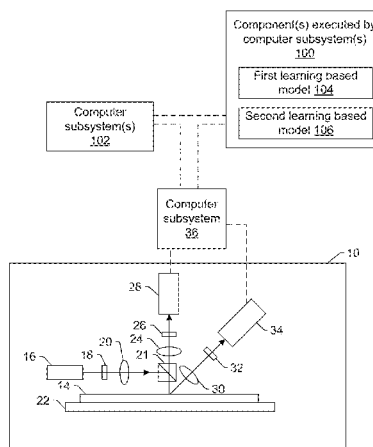 Component(s) executed by
computer subsystem(s)
100
First learning based
model 104
Second learning based
model 106
Computer
subsystem(s)
102
Computer
subsystem
36
10
28
34
26
24
21
32
30
16
18
20
14
22